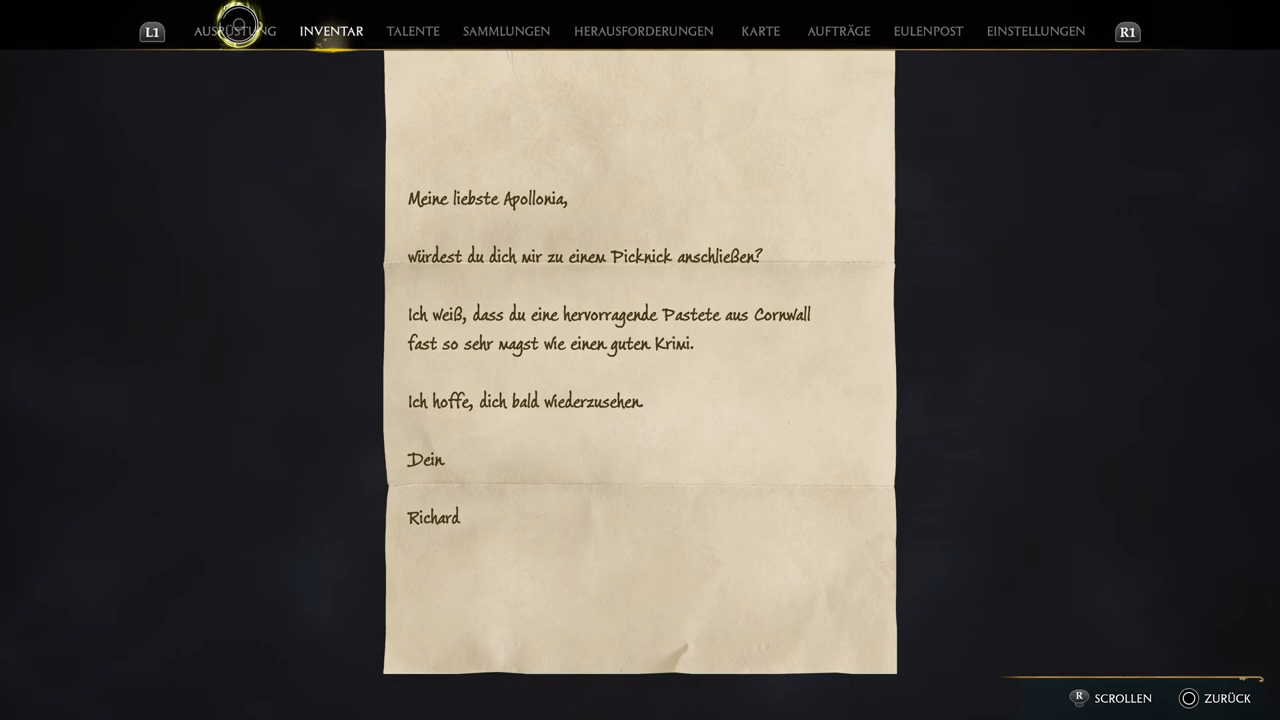 L1 AUSRÜSTUNG INVENTAR TALENTE SAMMLUNGEN HERAUSFORDERUNGEN KARTE AUFTRÄGE EULENPOST EINSTELLUNGEN R1
Meine liebste Apollonia,
würdest du dich mir zu einem Picknick anschließen?
Ich weiß, dass du eine hervorragende Pastete aus Cornwall
fast so sehr magst wie einen guten Krimi.
Ich hoffe, dich bald wiederzusehen.
Dein
Richard
R SCROLLEN ZURÜCK